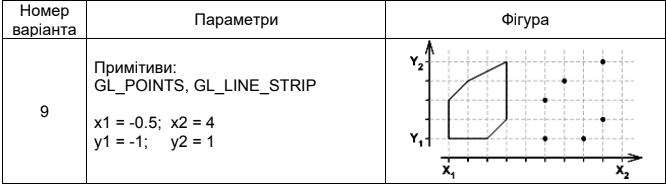 Номер
варіанта
Параметри
Фігура
9
Примітиви:
GL_POINTS, GL_LINE_STRIP
x1 = -0.5; x2 = 4
y1 = -1; y2 = 1
Y2
Y1
X1
X2